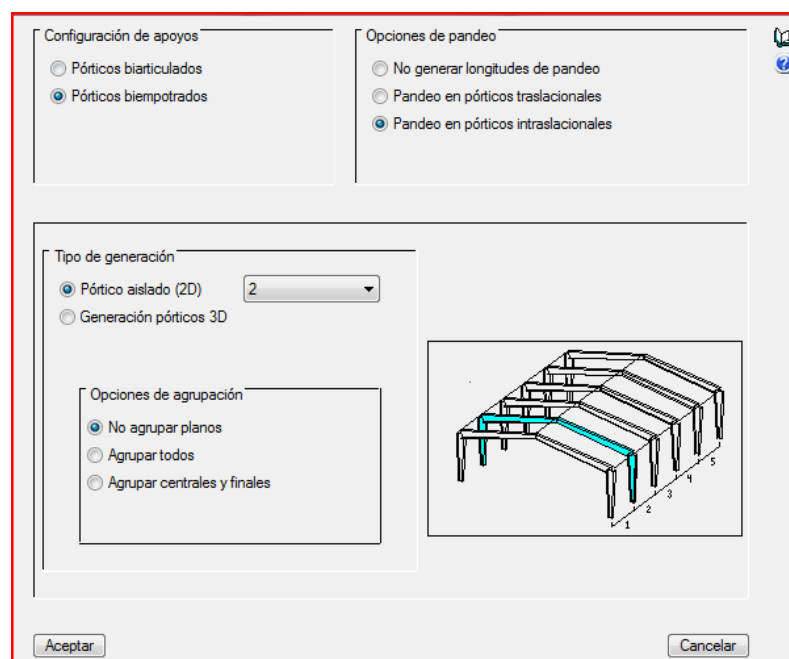 Configuración de apoyos
Pórticos biarticulados
Pórticos biempotrados
Opciones de pandeo
No generar longitudes de pandeo
Pandeo en pórticos traslacionales
Pandeo en pórticos intraslacionales
Tipo de generación
Pórtico aislado (2D)
2
Generación pórticos 3D
Opciones de agrupación
No agrupar planos
Agrupar todos
Agrupar centrales y finales
1
2
3
4
5
Aceptar
Cancelar